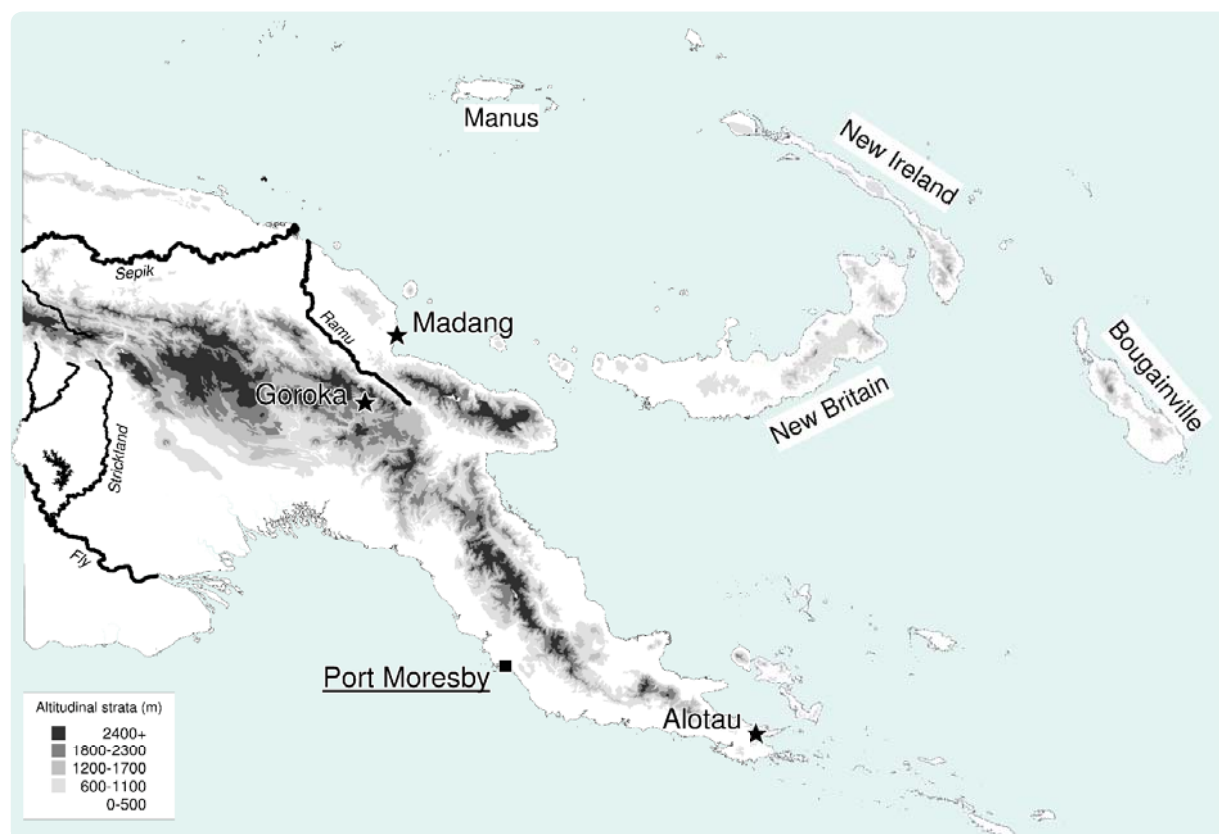 Manus
New Ireland
Sepik
Ramu
Madang
Bougainville
Goroka
New Britain
Strickland
Fly
Port Moresby
Alotau
Altitudinal strata (m)
2400+
1800-2300
1200-1700
600-1100
0-500